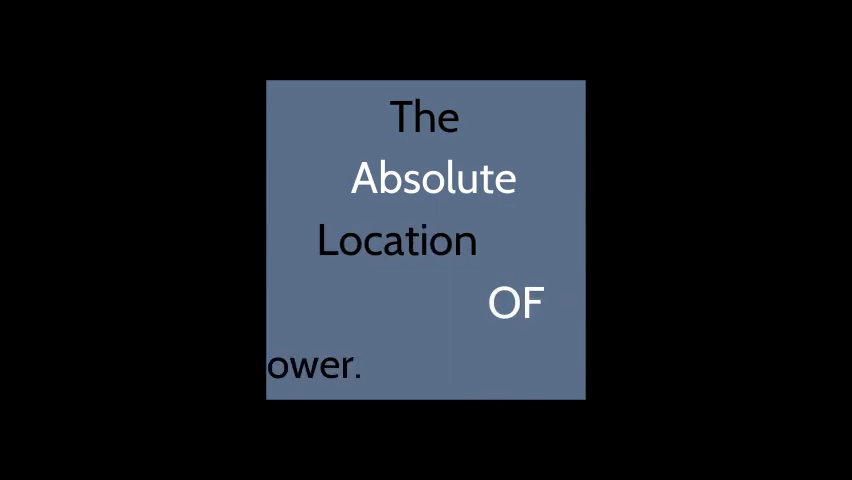 The
Absolute
Location
OF
ower.